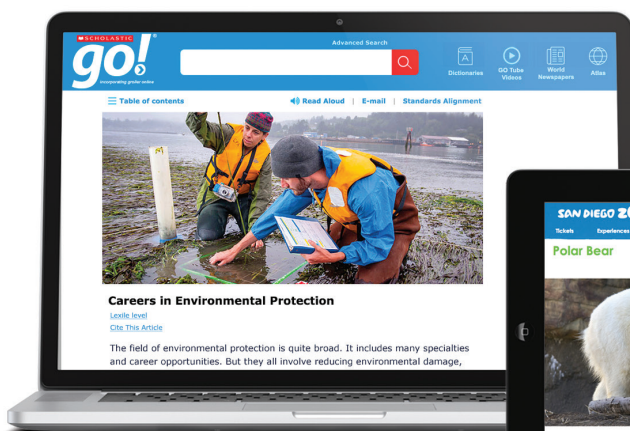 SCHOLASTIC
go!
incorporating grolier online
Advanced Search
Dictionaries
GO Tube
Videos
World
Newspapers
Atlas
Table of contents
Read Aloud | E-mail | Standards Alignment
Careers in Environmental Protection
Lexile level
Cite This Article
The field of environmental protection is quite broad. It includes many specialties
and career opportunities. But they all involve reducing environmental damage,
SAN DIEGO
Tickets
Experiences
Polar Bear